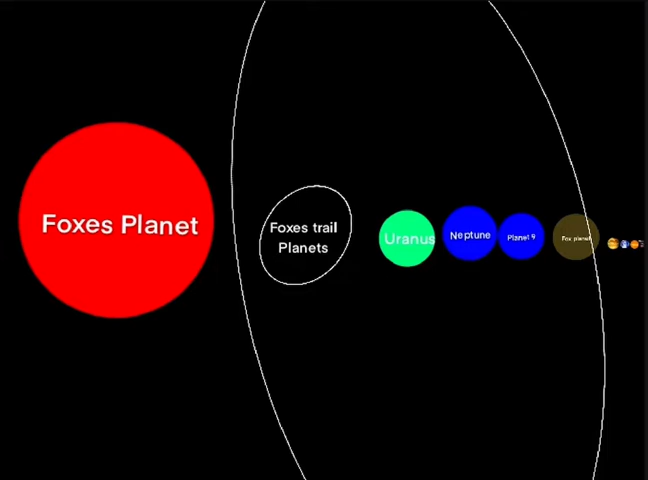 Foxes Planet
Foxes trail
Planets
Uranus
Neptune
Planet 9
Fox planet